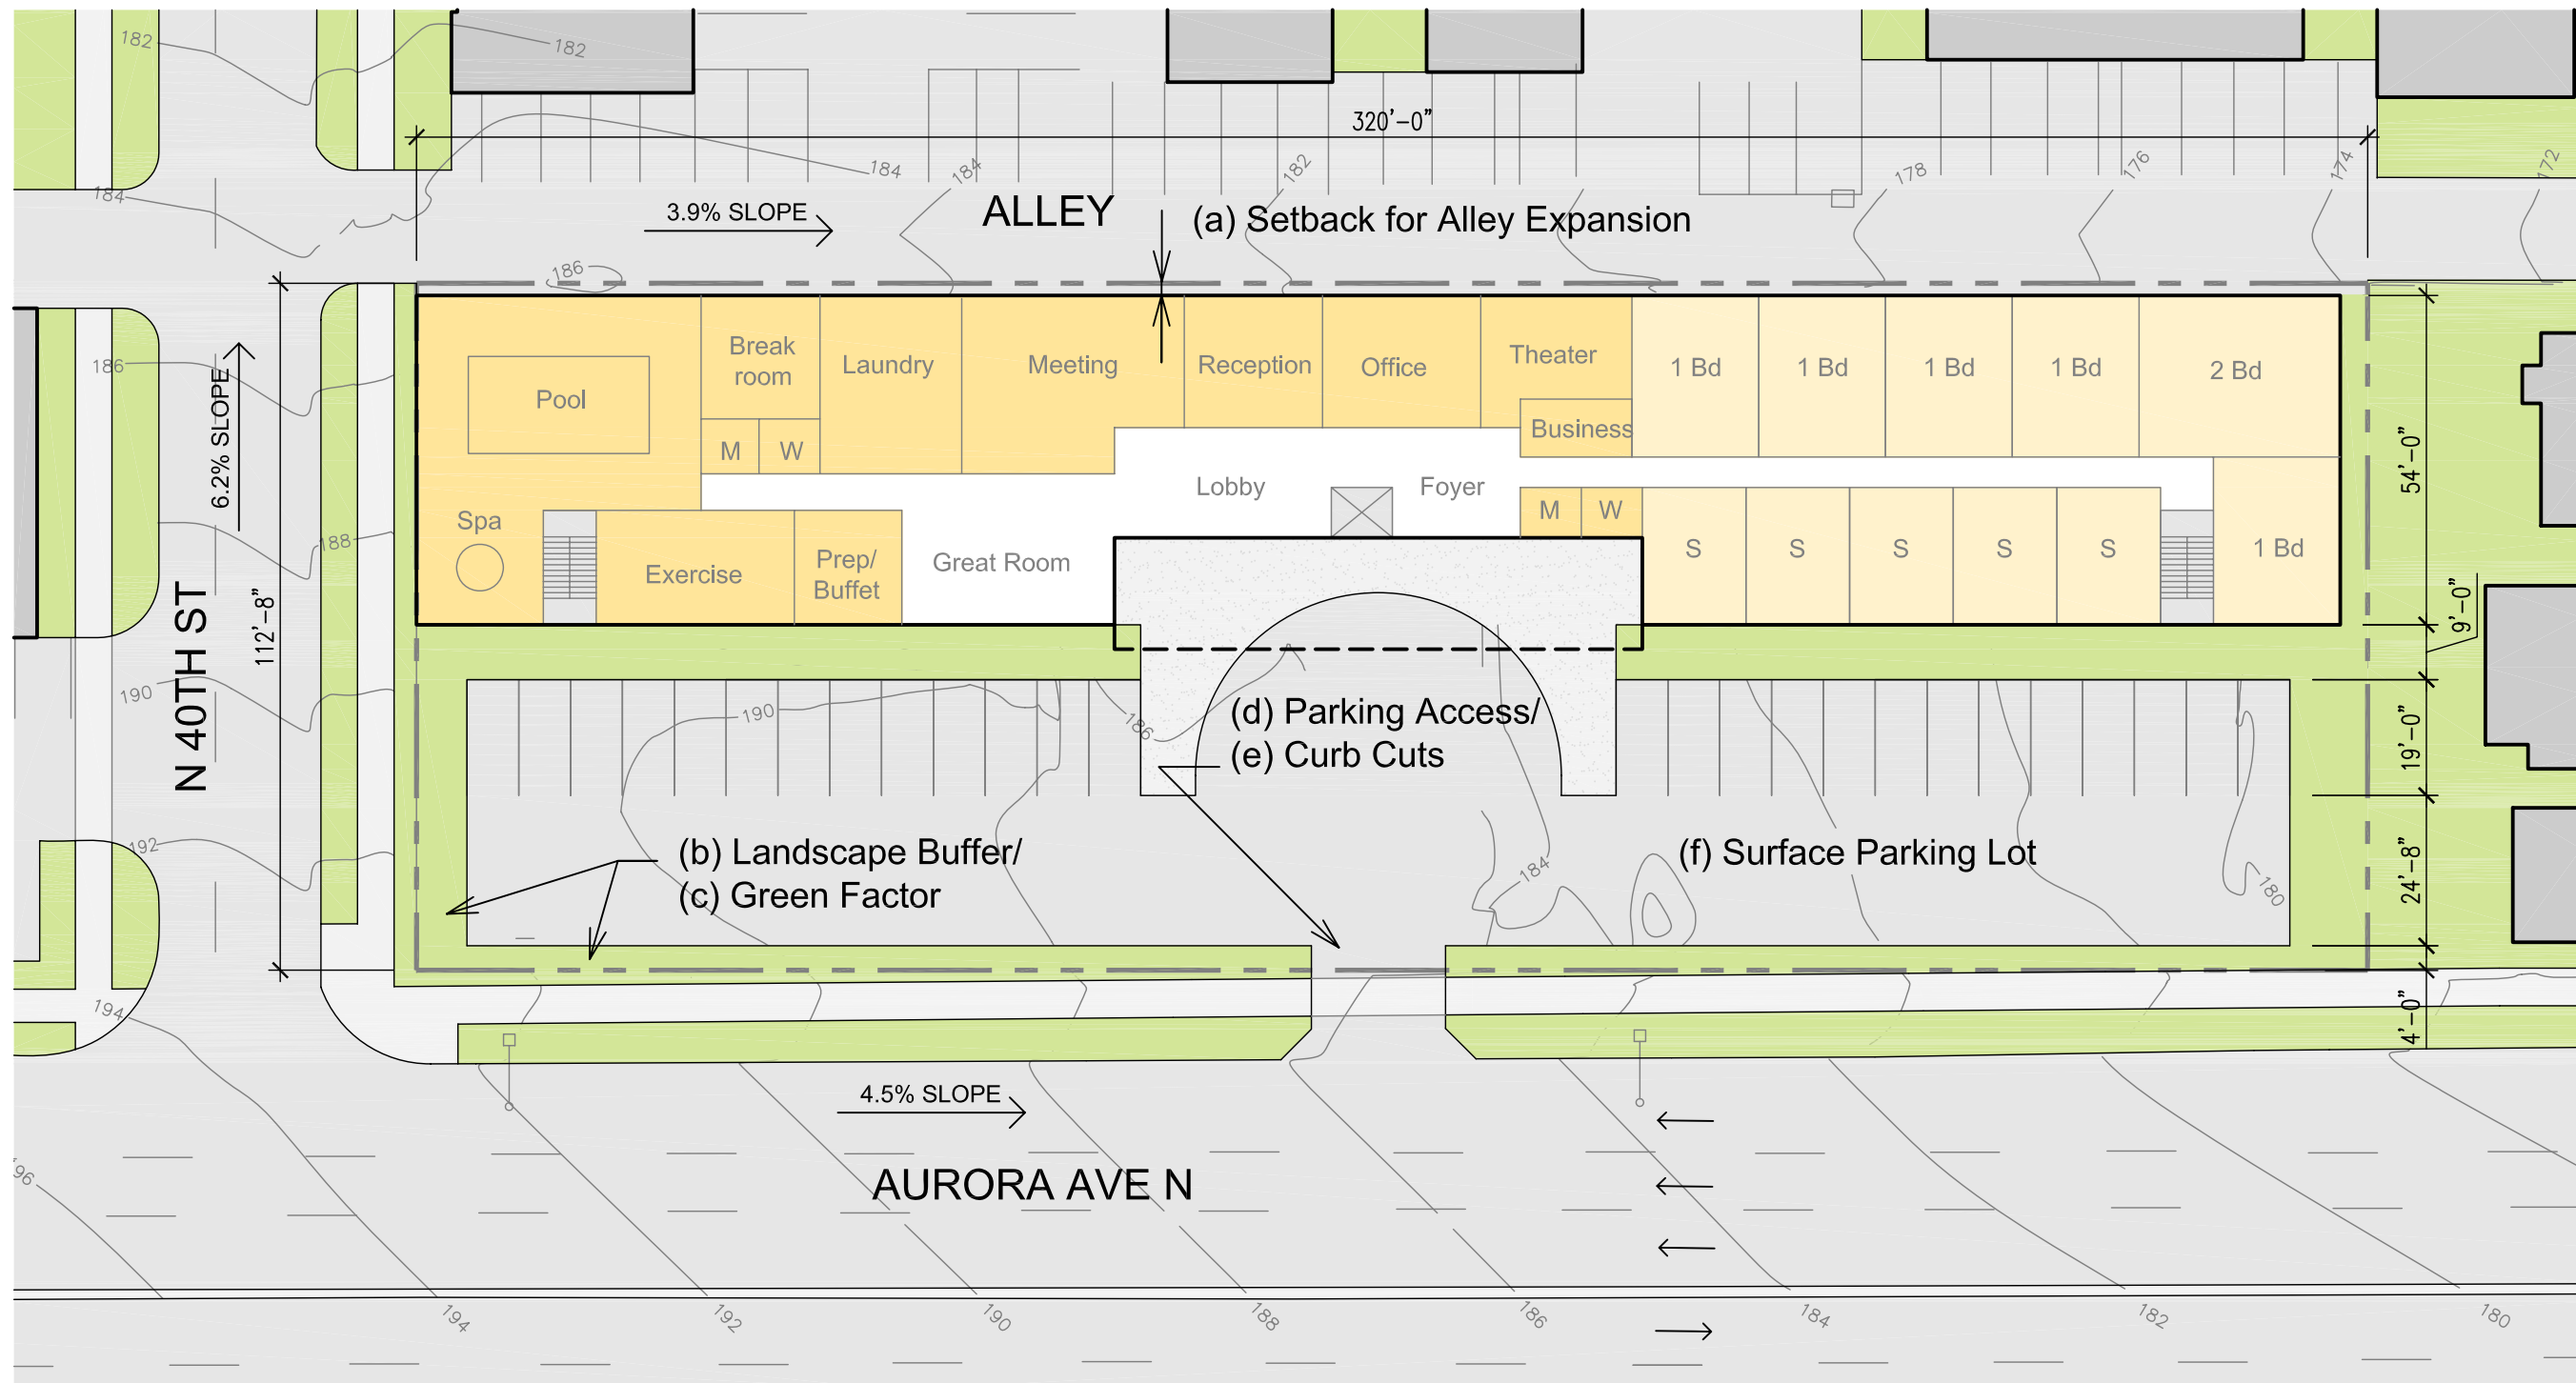 182
182
320'-0"
184
184
184
182
178
176
174
172
ALLEY
3.9% SLOPE
(a) Setback for Alley Expansion
186
186
6.2% SLOPE
Pool
Break
room
Laundry
Meeting
Reception
Office
Theater
1 Bd
1 Bd
1 Bd
1 Bd
2 Bd
M
W
Business
54'-0"
Lobby
Foyer
Spa
Exercise
Prep/
Buffet
Great Room
M
W
S
S
S
S
S
1 Bd
188
N 40TH ST
112'-8"
9'-0"
190
190
186
(d) Parking Access/
(e) Curb Cuts
19'-0"
192
(b) Landscape Buffer/
(c) Green Factor
184
(f) Surface Parking Lot
180
24'-8"
194
4'-0"
4.5% SLOPE
AURORA AVE N
194
192
190
188
186
184
182
180